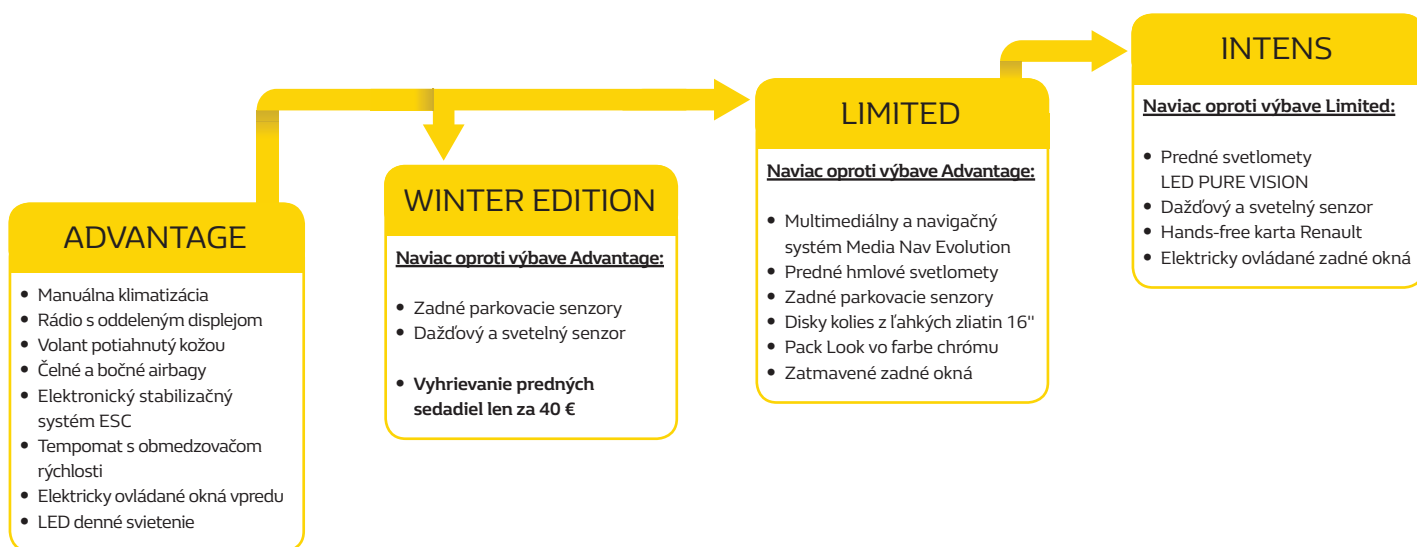 ADVANTAGE
• Manuálna klimatizácia
• Rádio s oddeleným displejom
• Volant potiahnutý kožou
• Čelné a bočné airbagy
• Elektronický stabilizačný
systém ESC
• Tempomat s obmedzovačom
rýchlosti
• Elektricky ovládané okná vpredu
• LED denné svietenie
WINTER EDITION
Naviac oproti výbave Advantage:
• Zadné parkovacie senzory
• Dažďový a svetelný senzor
• Vyhrievanie predných
sedadiel len za 40 €
LIMITED
Naviac oproti výbave Advantage:
• Multimediálny a navigačný
systém Media Nav Evolution
• Predné hmlové svetlomety
• Zadné parkovacie senzory
• Disky kolies z ľahkých zliatin 16"
• Pack Look vo farbe chrómu
• Zatmavené zadné okná
INTENS
Naviac oproti výbave Limited:
• Predné svetlomety
LED PURE VISION
• Dažďový a svetelný senzor
• Hands-free karta Renault
• Elektricky ovládané zadné okná